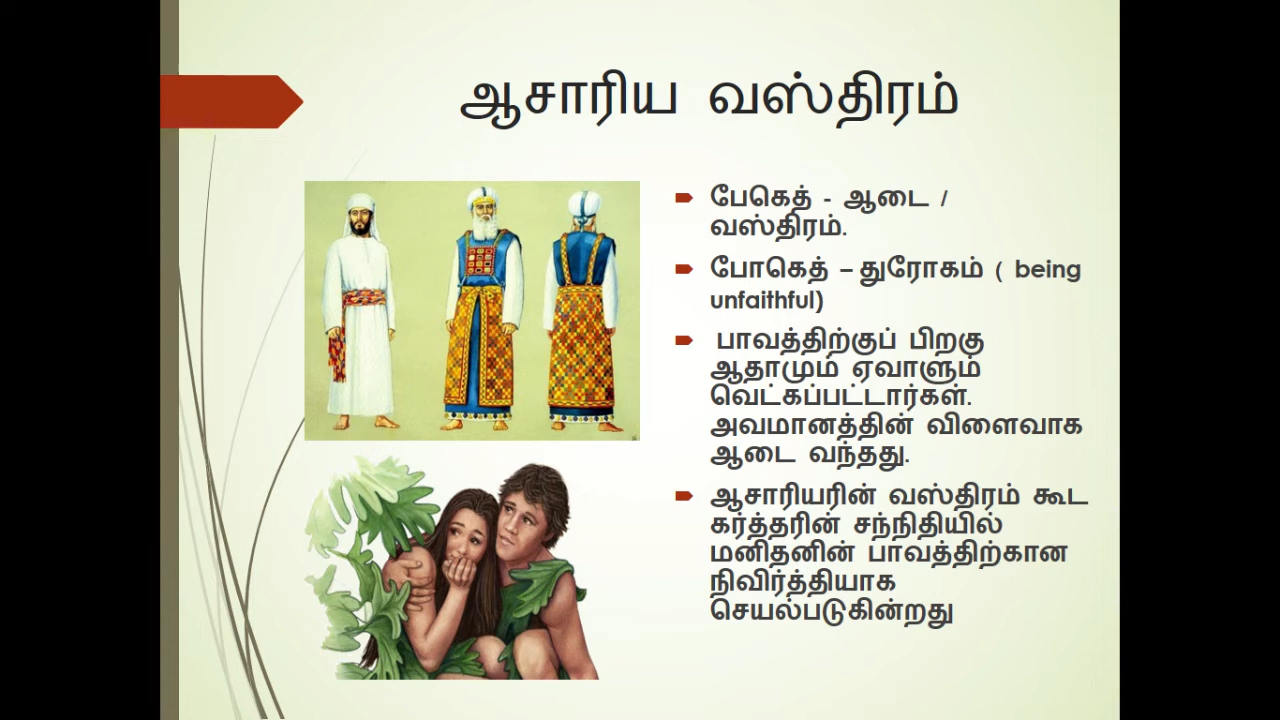 ஆசாரிய வஸ்திரம்
பேகெத் - ஆடை /
வஸ்திரம்.
போகெத் – துரோகம் ( being
unfaithful)
பாவத்திற்குப் பிறகு
ஆதாமும் ஏவாளும்
வெட்கப்பட்டார்கள்.
அவமானத்தின் விளைவாக
ஆடை வந்தது.
ஆசாரியரின் வஸ்திரம் கூட
கர்த்தரின் சந்நிதியில்
மனிதனின் பாவத்திற்கான
நிவிர்த்தியாக
செயல்படுகின்றது